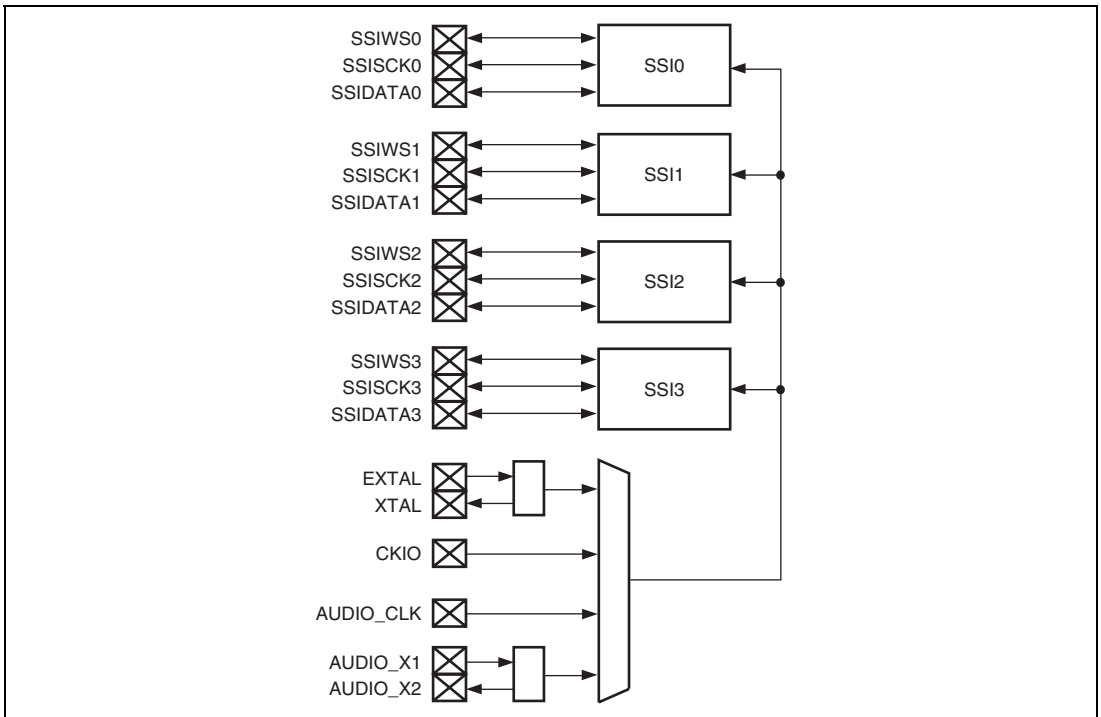 SSIWS0
SSISCK0
SSIDATA0
SSI0
SSIWS1
SSISCK1
SSIDATA1
SSI1
SSIWS2
SSISCK2
SSIDATA2
SSI2
SSIWS3
SSISCK3
SSIDATA3
SSI3
EXTAL
XTAL
CKIO
AUDIO_CLK
AUDIO_X1
AUDIO_X2